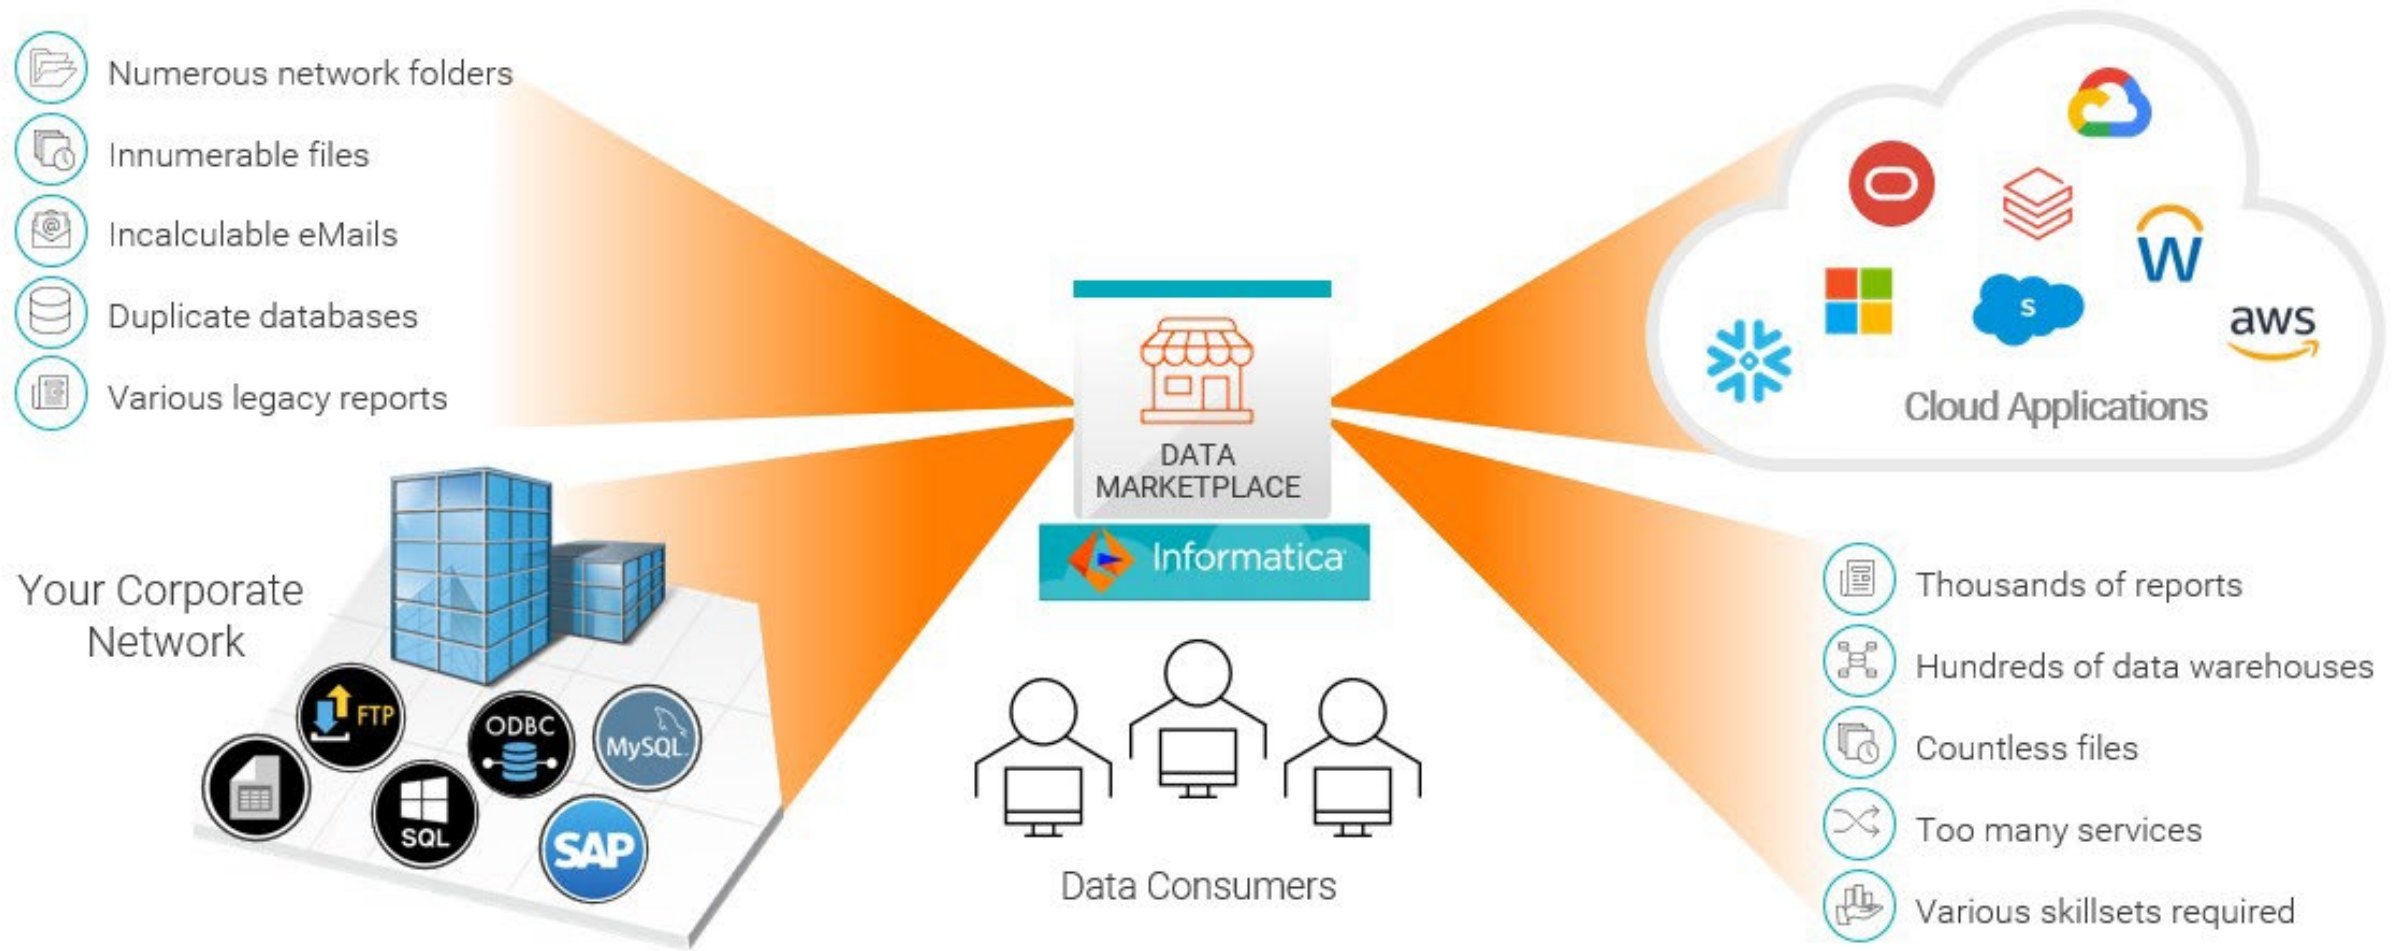 Numerous network folders
Innumerable files
Incalculable eMails
Duplicate databases
Various legacy reports
Your Corporate
Network
FTP
ODBC
MySQL
SQL
SAP
DATA
MARKETPLACE
Informatica
Data Consumers
W
S
aws
Cloud Applications
Thousands of reports
Hundreds of data warehouses
Countless files
Too many services
Various skillsets required